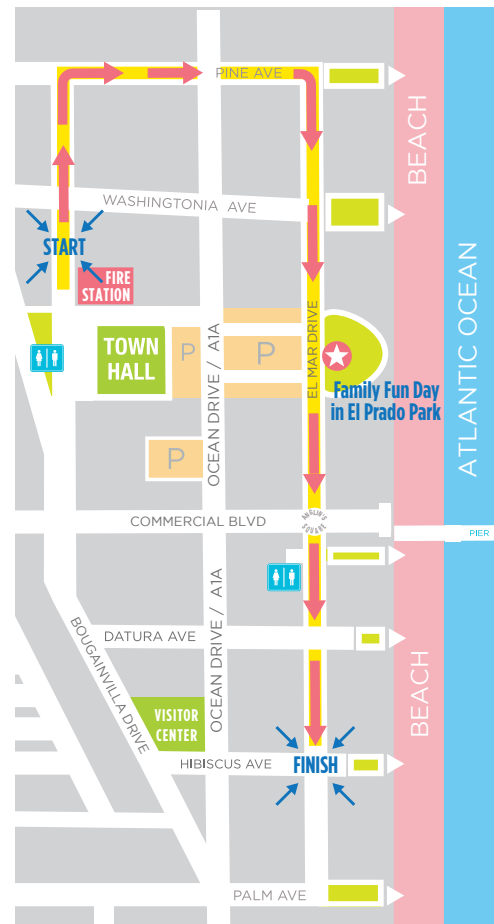 PINE AVE
BEACH
WASHINGTONIA AVE
START
FIRE
STATION
ATLANTIC OCEAN
TOWN
HALL
P
P
OCEAN DRIVE / A1A
EL MAR DRIVE
Family Fun Day
in El Prado Park
P
COMMERCIAL BLVD
ANGLIN'S
SQUARE
PIER
OCEAN DRIVE / A1A
BOUGAINVILLA DRIVE
DATURA AVE
BEACH
VISITOR
CENTER
HIBISCUS AVE
FINISH
PALM AVE